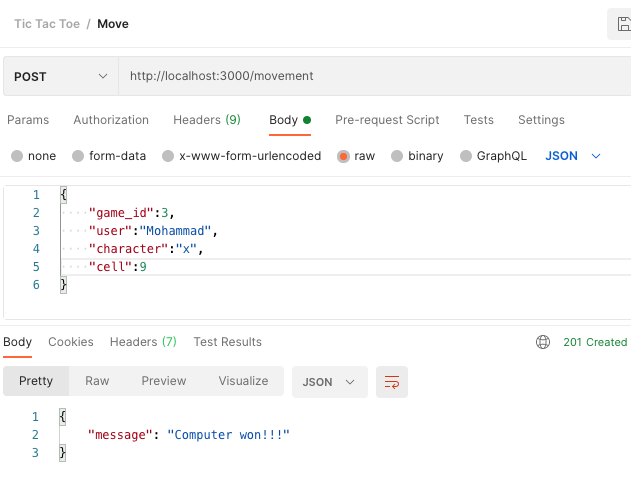 Tic Tac Toe / Move
POST http://localhost:3000/movement
Params Authorization Headers (9) Body Pre-request Script Tests Settings
none form-data x-www-form-urlencoded raw binary GraphQL JSON
1 {
2 "game_id":3,
3 "user":"Mohammad",
4 "character":"x",
5 "cell":9
6 }
Body Cookies Headers (7) Test Results 201 Created
Pretty Raw Preview Visualize JSON
1 {
2 "message": "Computer won!!!"
3 }